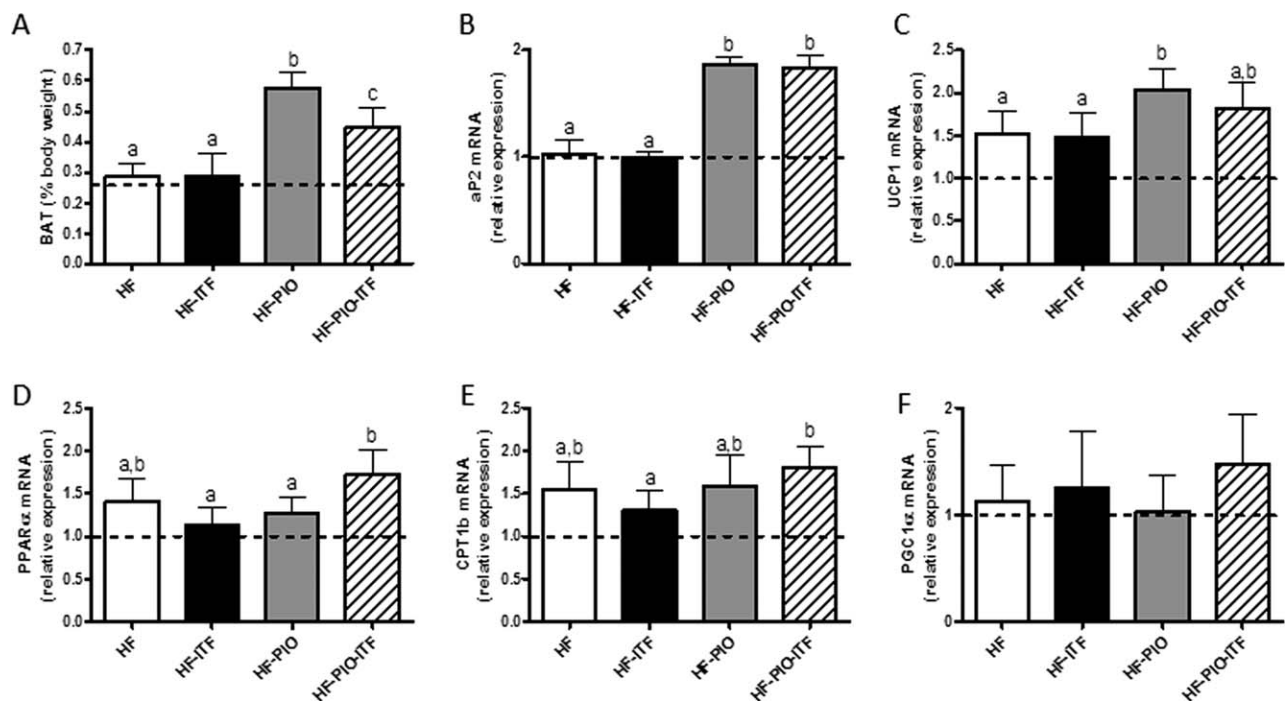 A
BAT (% body weight)
0.7
0.6
0.5
0.4
0.3
0.2
0.1
0.0
a
a
b
c
HF
HF-ITF
HF-PIO
HF-PIO-ITF
B
aP2 mRNA
(relative expression)
2
1
0
a
a
b
b
HF
HF-ITF
HF-PIO
HF-PIO-ITF
C
UCP1 mRNA
(relative expression)
2.5
2.0
1.5
1.0
0.5
0.0
a
a
b
a,b
HF
HF-ITF
HF-PIO
HF-PIO-ITF
D
PPARα mRNA
(relative expression)
2.5
2.0
1.5
1.0
0.5
0.0
a,b
a
a
b
HF
HF-ITF
HF-PIO
HF-PIO-ITF
E
CPT1b mRNA
(relative expression)
2.5
2.0
1.5
1.0
0.5
0.0
a,b
a
a,b
b
HF
HF-ITF
HF-PIO
HF-PIO-ITF
F
PGC1α mRNA
(relative expression)
2
1
0
HF
HF-ITF
HF-PIO
HF-PIO-ITF